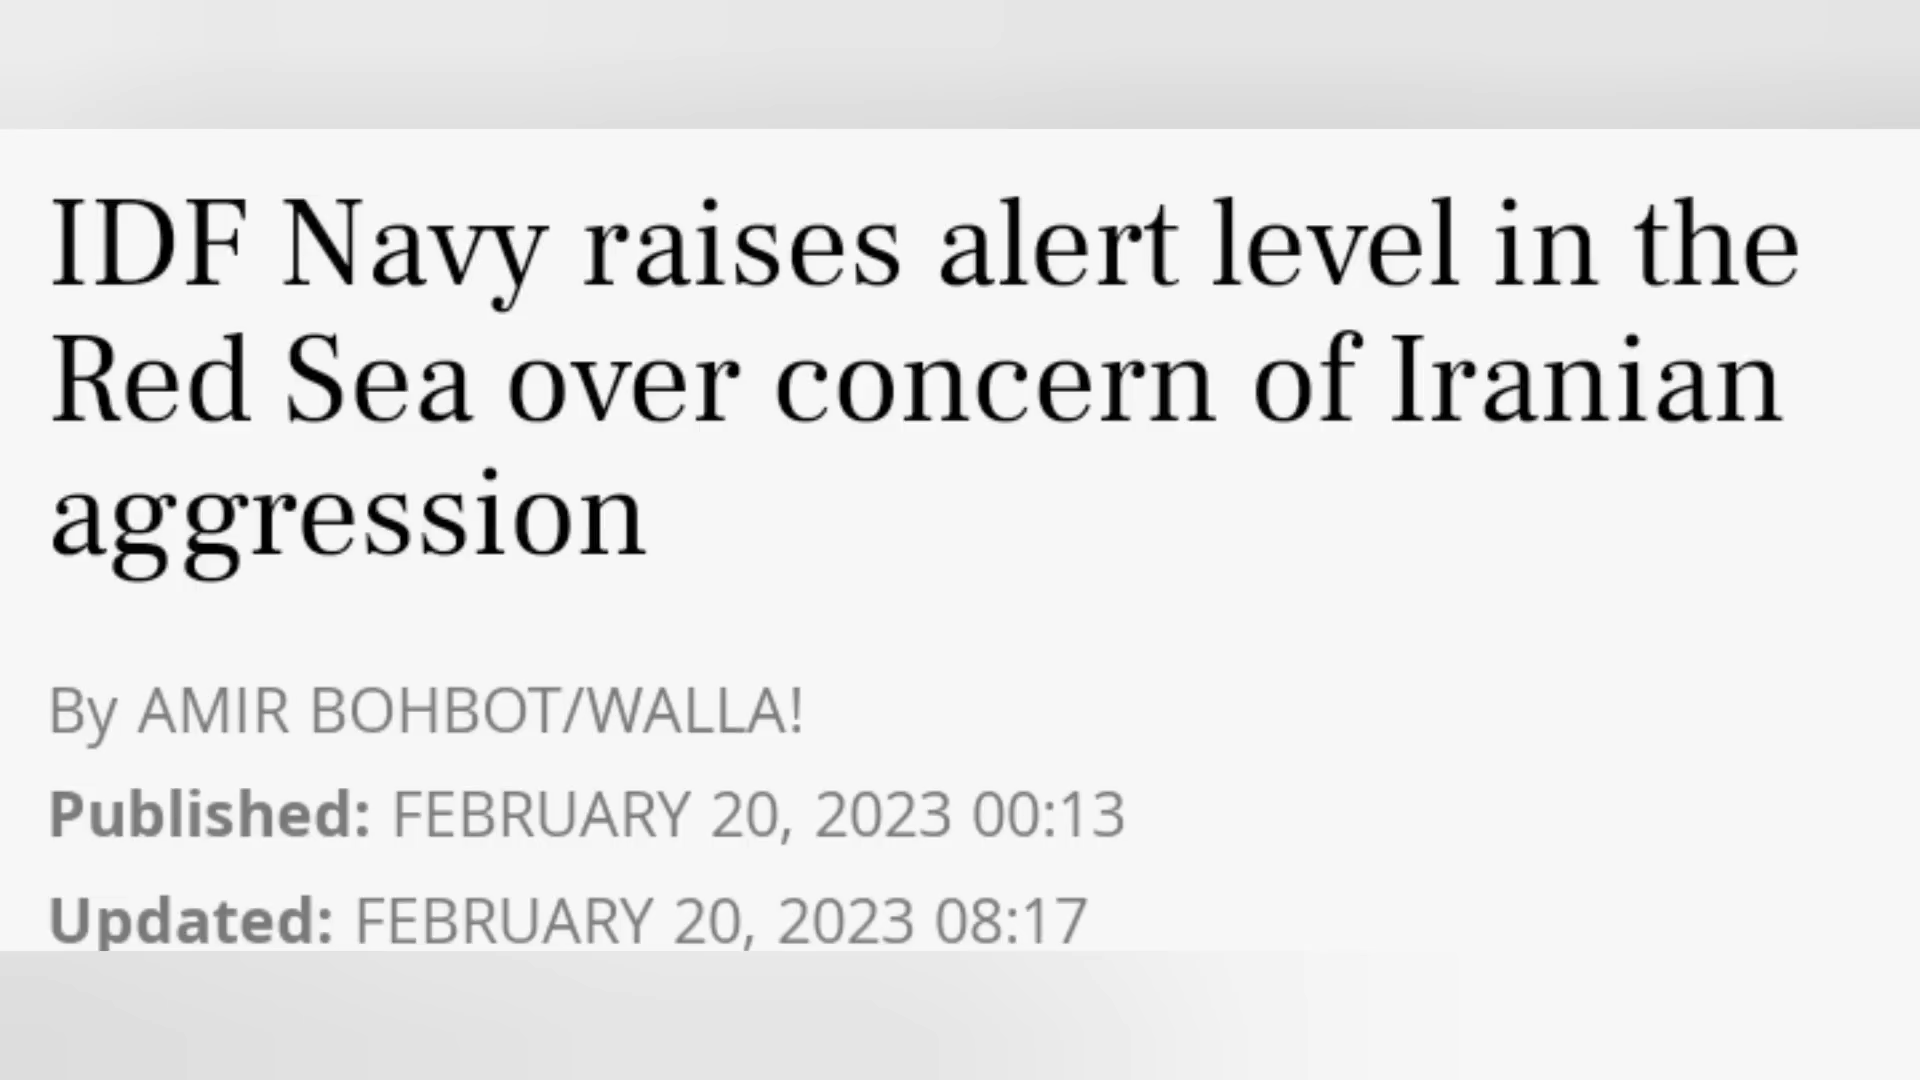 IDF Navy raises alert level in the
Red Sea over concern of Iranian
aggression
By AMIR BOHBOT/WALLA!
Published: FEBRUARY 20, 2023 00:13
Updated: FEBRUARY 20, 2023 08:17